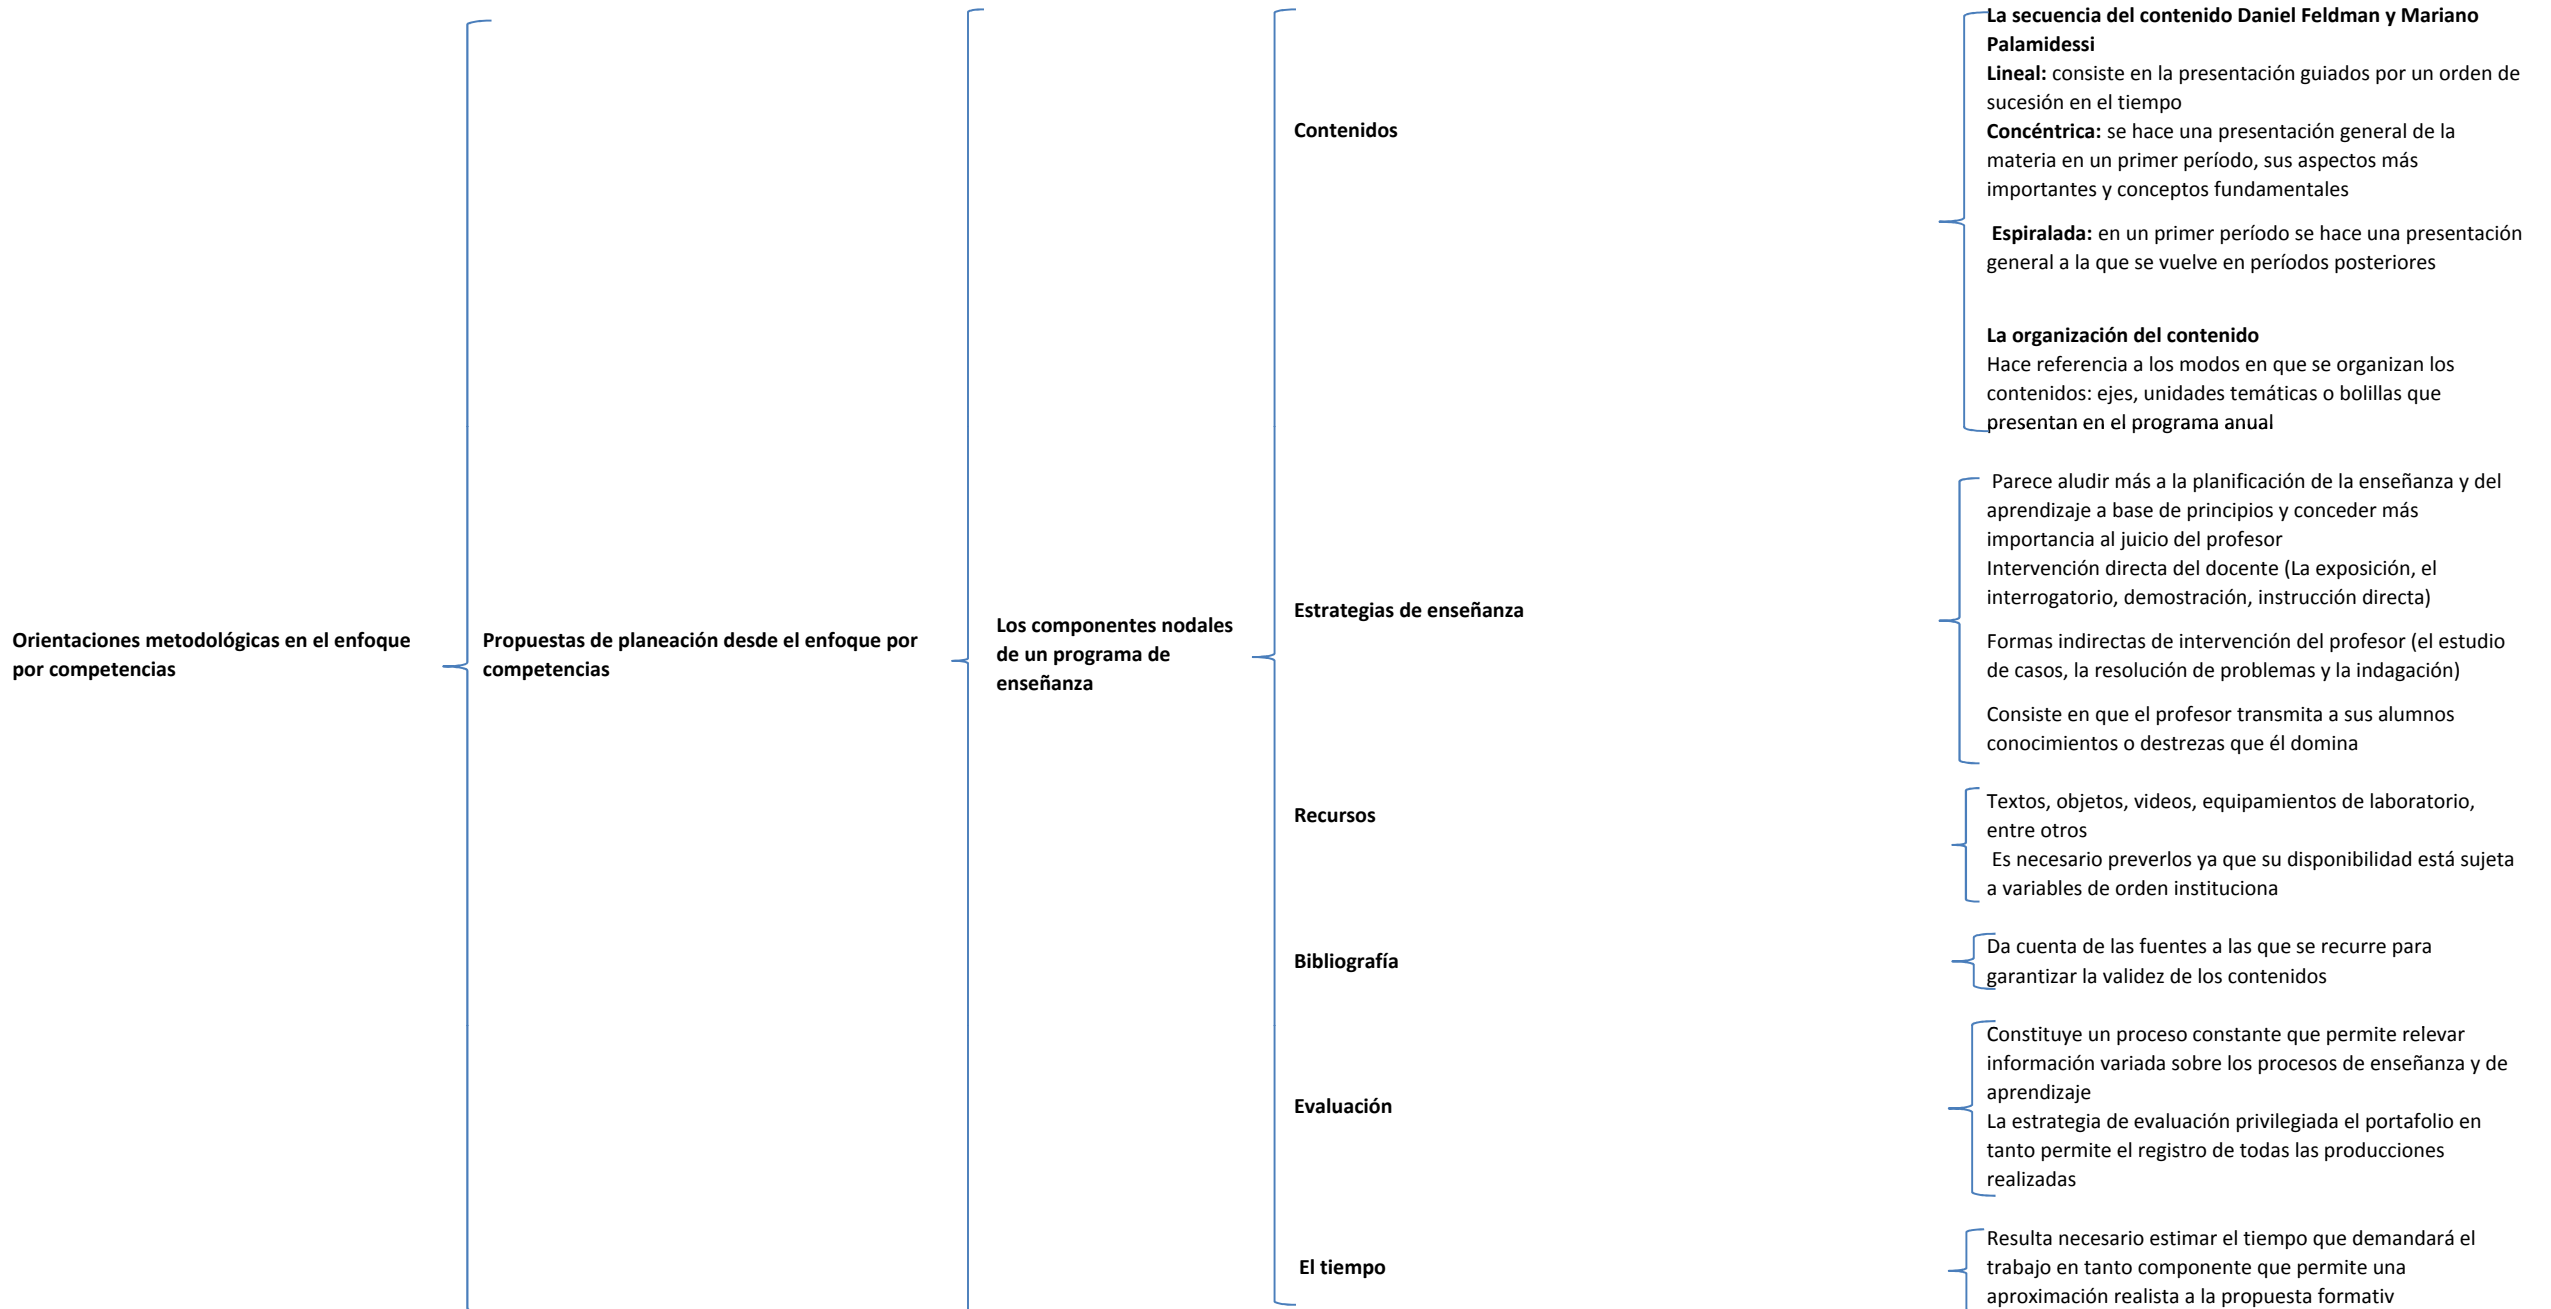 Orientaciones metodológicas en el enfoque
por competencias
Propuestas de planeación desde el enfoque por
competencias
Los componentes nodales
de un programa de
enseñanza
Contenidos
La secuencia del contenido Daniel Feldman y Mariano
Palamidessi
Lineal: consiste en la presentación guiados por un orden de
sucesión en el tiempo
Concéntrica: se hace una presentación general de la
materia en un primer período, sus aspectos más
importantes y conceptos fundamentales
Espiralada: en un primer período se hace una presentación
general a la que se vuelve en períodos posteriores
La organización del contenido
Hace referencia a los modos en que se organizan los
contenidos: ejes, unidades temáticas o bolillas que
presentan en el programa anual
Estrategias de enseñanza
Parece aludir más a la planificación de la enseñanza y del
aprendizaje a base de principios y conceder más
importancia al juicio del profesor
Intervención directa del docente (La exposición, el
interrogatorio, demostración, instrucción directa)
Formas indirectas de intervención del profesor (el estudio
de casos, la resolución de problemas y la indagación)
Consiste en que el profesor transmita a sus alumnos
conocimientos o destrezas que él domina
Recursos
Textos, objetos, videos, equipamientos de laboratorio,
entre otros
Es necesario preverlos ya que su disponibilidad está sujeta
a variables de orden instituciona
Bibliografía
Da cuenta de las fuentes a las que se recurre para
garantizar la validez de los contenidos
Evaluación
Constituye un proceso constante que permite relevar
información variada sobre los procesos de enseñanza y de
aprendizaje
La estrategia de evaluación privilegiada el portafolio en
tanto permite el registro de todas las producciones
realizadas
El tiempo
Resulta necesario estimar el tiempo que demandará el
trabajo en tanto componente que permite una
aproximación realista a la propuesta formativ